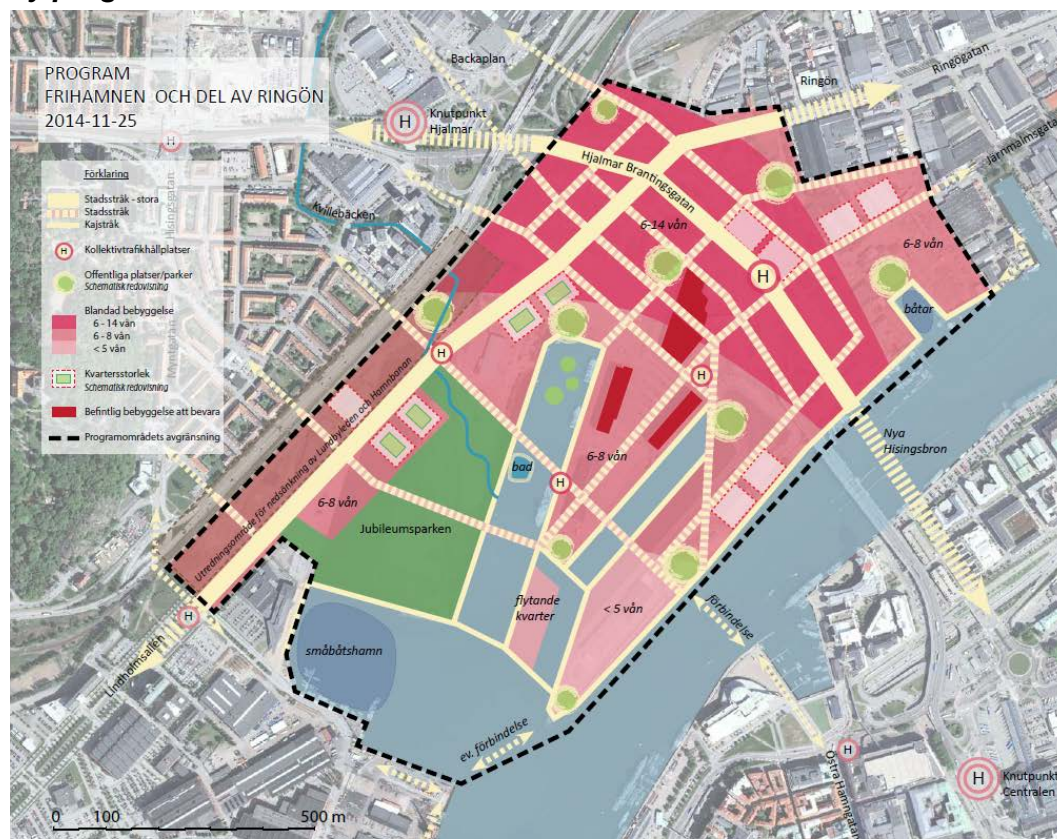 PROGRAM
FRIHAMNEN OCH DEL AV RINGÖN
2014-11-25
Förklaring
Stadsstråk - stora
Stadsstråk
Kajstråk
H
Kollektivtrafikhållplatser
Offentliga platser/parker
Schematisk redovisning
Blandad bebyggelse
6 - 14 vån
6 - 8 vån
< 5 vån
Kvartersstorlek
Schematisk redovisning
Befintlig bebyggelse att bevara
Programområdets avgränsning
Backaplan
Ringön
Ringögatan
H
Knutpunkt
Hjalmar
H
Järnmalmsgatan
Hjalmar Brantingsgatan
Kvillebäcken
6-14 vån
6-8 vån
H
båtar
H
H
Nya
Hisingsbron
Utredningsområde för nedsänkning av Lundbyleden och Hamnbanan
bad
6-8 vån
H
6-8 vån
Jubileumsparken
flytande
kvarter
< 5 vån
förbindelse
H
Lindholmsallén
småbåtshamn
ev. förbindelse
H
Östra Hamngatan
H
Knutpunkt
Centralen
0 100 500 m